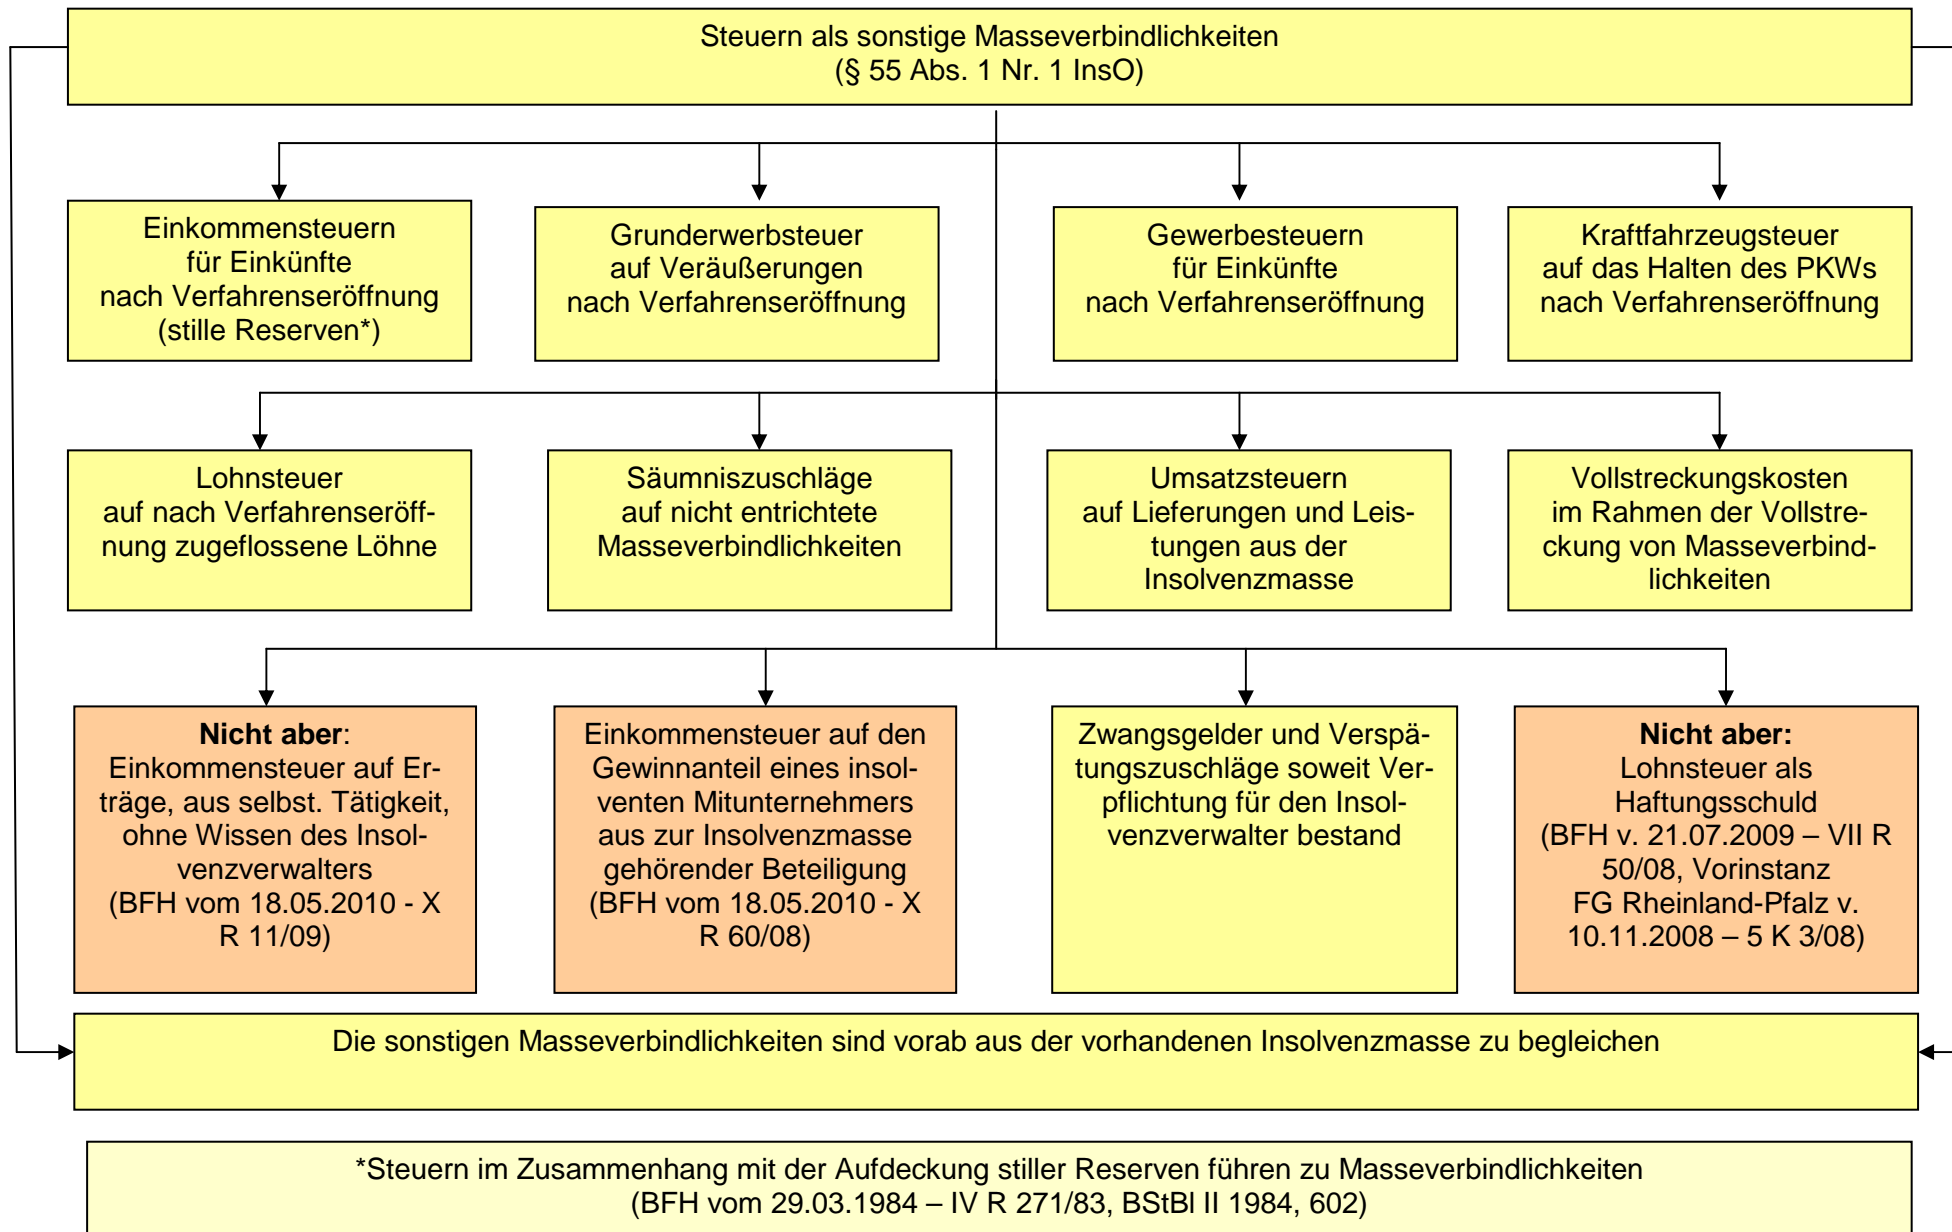 Steuern als sonstige Masseverbindlichkeiten
(§ 55 Abs. 1 Nr. 1 InsO)
Einkommensteuern
für Einkünfte
nach Verfahrenseröffnung
(stille Reserven*)
Grunderwerbsteuer
auf Veräußerungen
nach Verfahrenseröffnung
Gewerbesteuern
für Einkünfte
nach Verfahrenseröffnung
Kraftfahrzeugsteuer
auf das Halten des PKWs
nach Verfahrenseröffnung
Lohnsteuer
auf nach Verfahrenseröff-
nung zugeflossene Löhne
Säumniszuschläge
auf nicht entrichtete
Masseverbindlichkeiten
Umsatzsteuern
auf Lieferungen und Leis-
tungen aus der
Insolvenzmasse
Vollstreckungskosten
im Rahmen der Vollstre-
ckung von Masseverbind-
lichkeiten
Nicht aber:
Einkommensteuer auf Er-
träge, aus selbst. Tätigkeit,
ohne Wissen des Insol-
venzverwalters
(BFH vom 18.05.2010 - X
R 11/09)
Einkommensteuer auf den
Gewinnanteil eines insol-
venten Mitunternehmers
aus zur Insolvenzmasse
gehörender Beteiligung
(BFH vom 18.05.2010 - X
R 60/08)
Zwangsgelder und Verspä-
tungszuschläge soweit Ver-
pflichtung für den Insol-
venzverwalter bestand
Nicht aber:
Lohnsteuer als
Haftungsschuld
(BFH v. 21.07.2009 – VII R
50/08, Vorinstanz
FG Rheinland-Pfalz v.
10.11.2008 – 5 K 3/08)
Die sonstigen Masseverbindlichkeiten sind vorab aus der vorhandenen Insolvenzmasse zu begleichen
*Steuern im Zusammenhang mit der Aufdeckung stiller Reserven führen zu Masseverbindlichkeiten
(BFH vom 29.03.1984 – IV R 271/83, BStBl II 1984, 602)